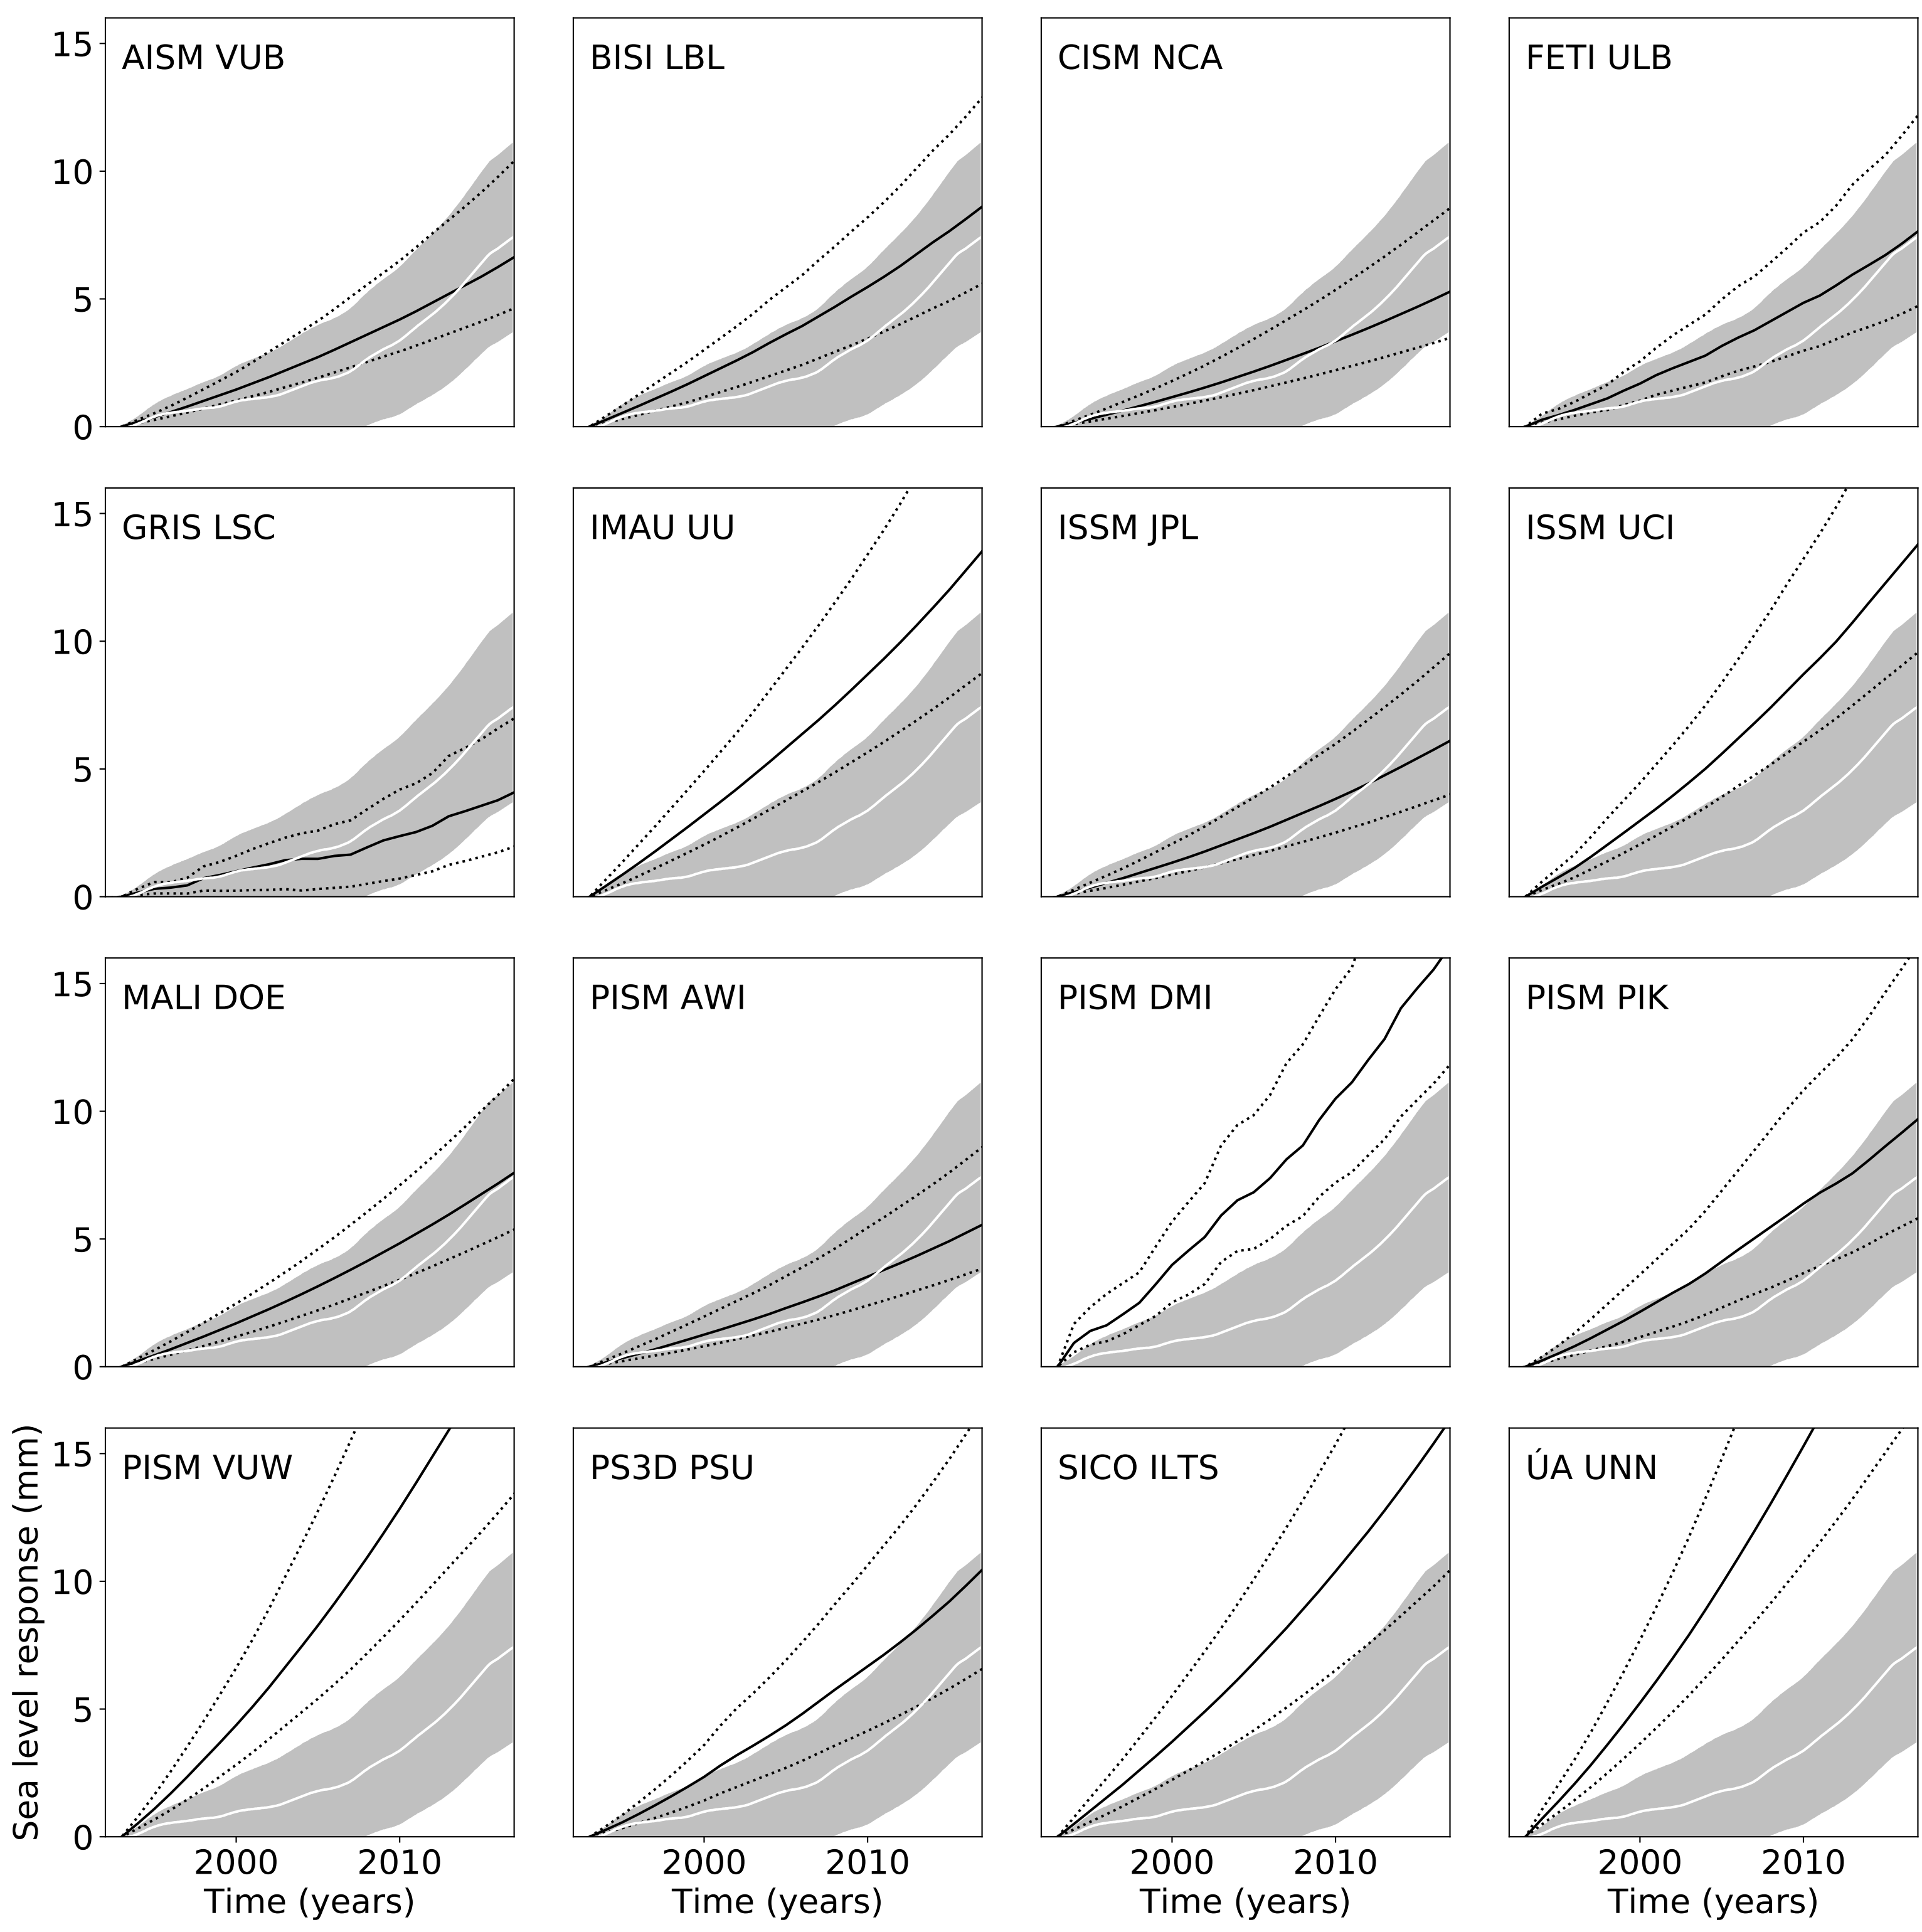 15
AISM VUB
BISI LBL
CISM NCA
FETI ULB
10
5
0
15
GRIS LSC
IMAU UU
ISSM JPL
ISSM UCI
10
5
0
15
MALI DOE
PISM AWI
PISM DMI
PISM PIK
10
5
0
Sea level response (mm)
15
PISM VUW
PS3D PSU
SICO ILTS
ÚA UNN
10
5
0
2000 2010
2000 2010
2000 2010
2000 2010
Time (years)
Time (years)
Time (years)
Time (years)